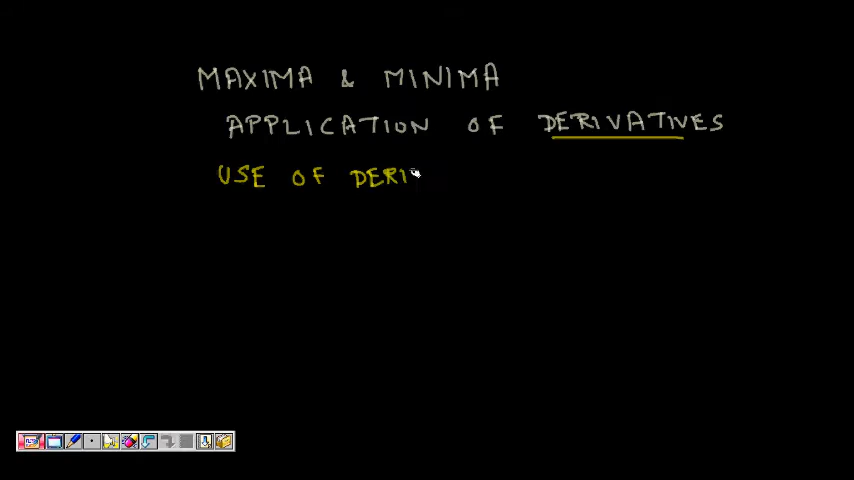 MAXIMA & MINIMA
APPLICATION OF DERIVATIVES
USE OF DERI